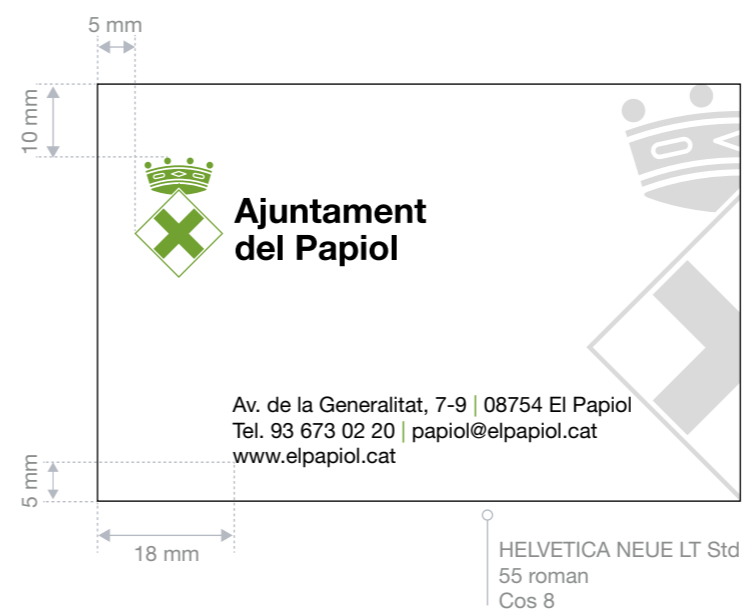 5 mm
10 mm
Ajuntament
del Papiol
Av. de la Generalitat, 7-9 | 08754 El Papiol
Tel. 93 673 02 20 | papiol@elpapiol.cat
www.elpapiol.cat
5 mm
18 mm
HELVETICA NEUE LT Std
55 roman
Cos 8